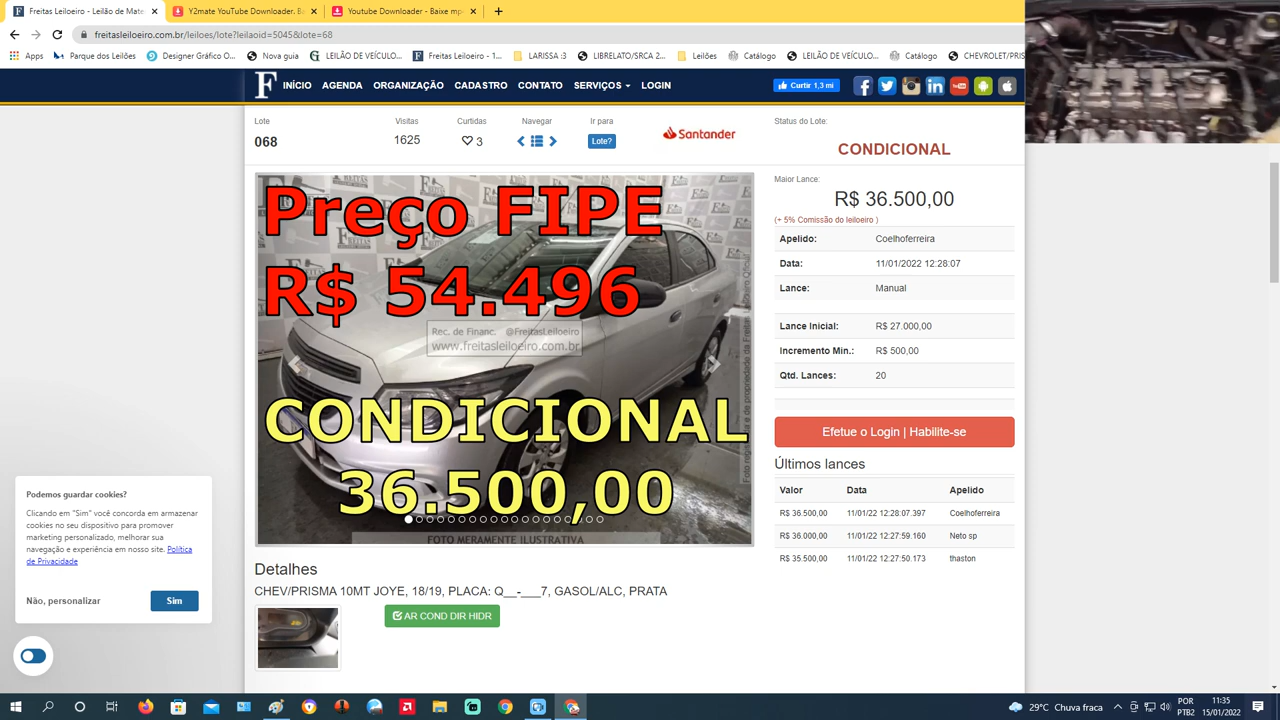 Freitas Leiloeiro - Leilão de Mate
Y2mate YouTube Downloader. Ba
Youtube Downloader - Baixe mp
freitasleiloeiro.com.br/leiloes/lote?leilaoid=5045&lote=68
Apps
Parque dos Leilões
Designer Gráfico O...
Nova guia
LEILÃO DE VEÍCULO...
Freitas Leiloeiro - 1...
LARISSA :3
LIBRELATO/SRCA 2...
Leilões
Catálogo
LEILÃO DE VEÍCULO...
Catálogo
CHEVROLET/PRIS
INÍCIO AGENDA ORGANIZAÇÃO CADASTRO CONTATO SERVIÇOS LOGIN
Curtir 1,3 mi
Lote Visitas Curtidas Navegar Ir para
068 1625 3 Lote?
Santander
Status do Lote:
CONDICIONAL
Maior Lance:
R$ 36.500,00
(+ 5% Comissão do leiloeiro )
Apelido: Coelhoferreira
Data: 11/01/2022 12:28:07
Lance: Manual
Lance Inicial: R$ 27.000,00
Incremento Min.: R$ 500,00
Qtd. Lances: 20
Efetue o Login | Habilite-se
Últimos lances
Valor Data Apelido
R$ 36.500,00 11/01/22 12:28:07.397 Coelhoferreira
R$ 36.000,00 11/01/22 12:27:59.160 Neto sp
R$ 35.500,00 11/01/22 12:27:50.173 thaston
Preço FIPE
R$ 54.496
Rec. de Financ. @FreitasLeiloeiro
www.freitasleiloeiro.com.br
CONDICIONAL
36.500,00
FOTO MERAMENTE ILUSTRATIVA
Detalhes
CHEV/PRISMA 10MT JOYE, 18/19, PLACA: Q__-___7, GASOL/ALC, PRATA
AR COND DIR HIDR
Podemos guardar cookies?
Clicando em "Sim" você concorda em armazenar
cookies no seu dispositivo para promover
marketing personalizado, melhorar sua
navegação e experiência em nosso site. Política
de Privacidade
Não, personalizar Sim
29°C Chuva fraca
POR
PTB2
11:35
15/01/2022